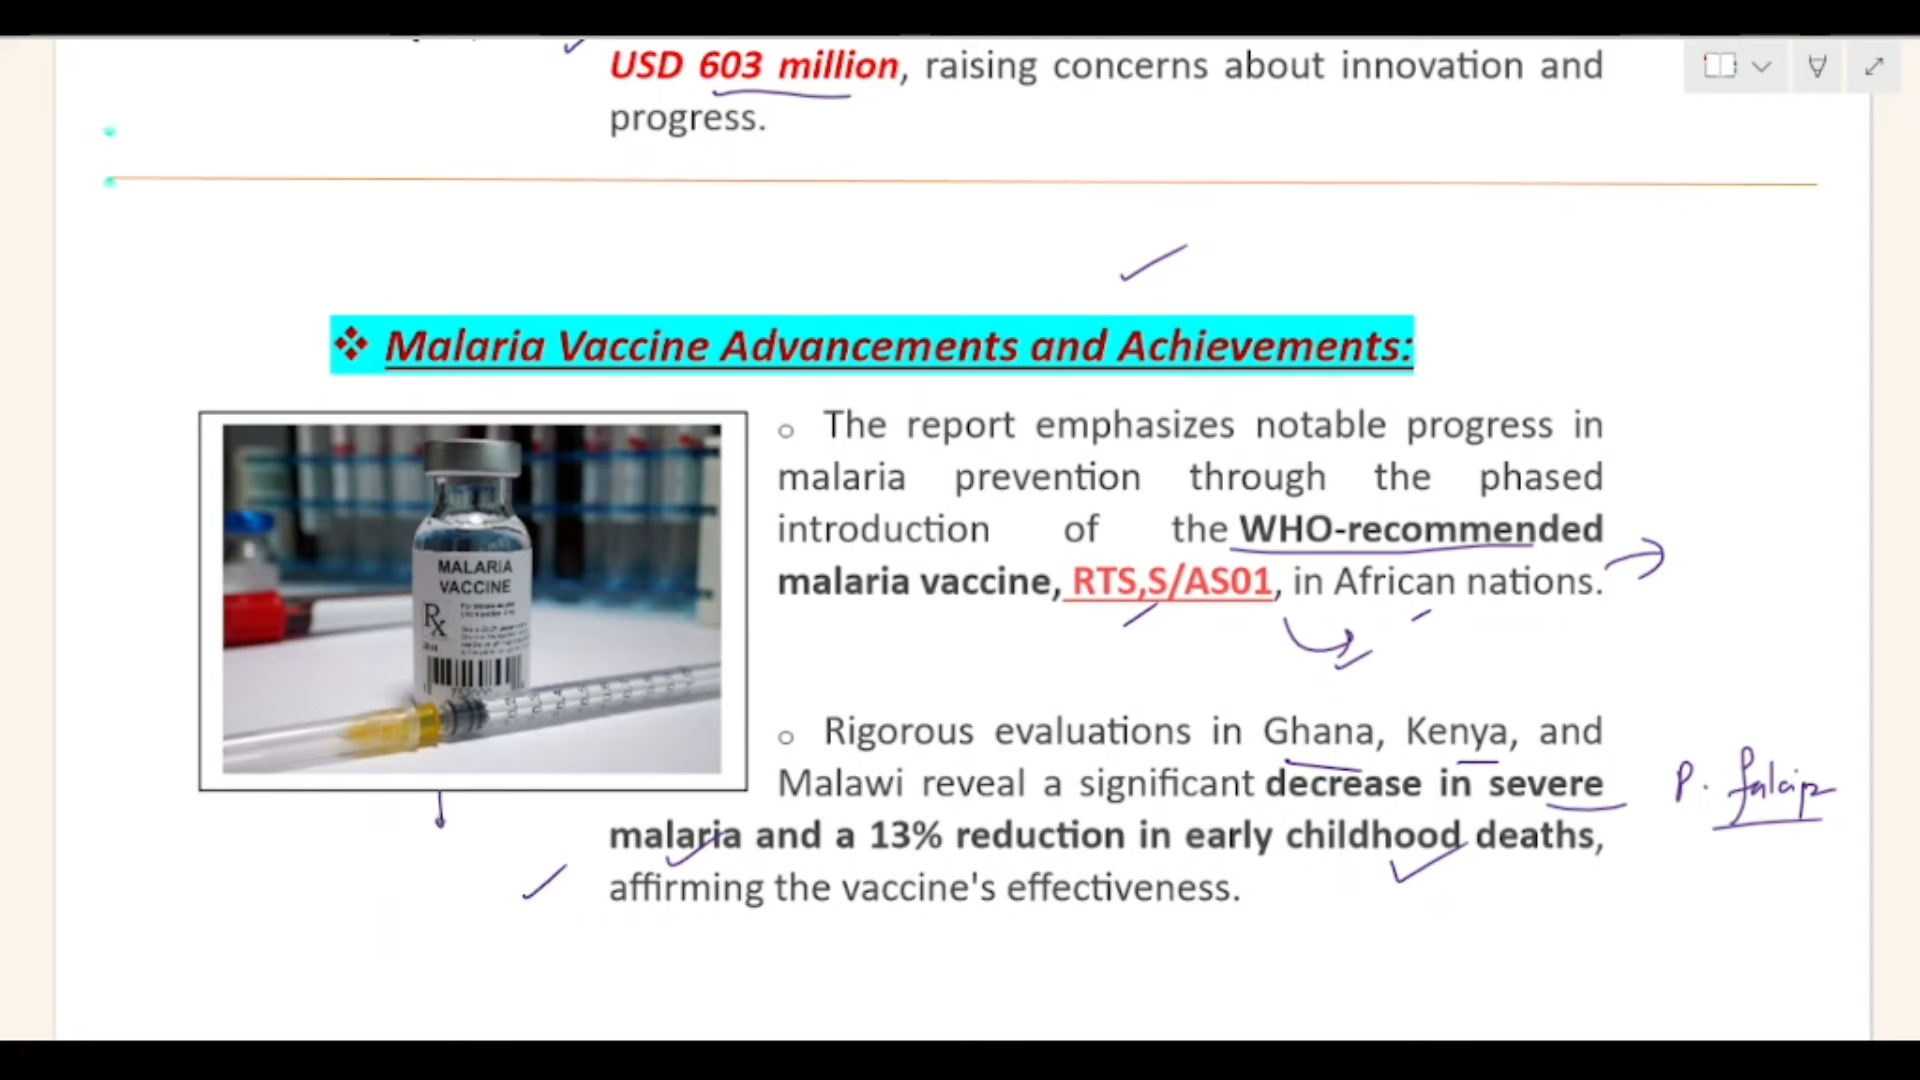 USD 603 million, raising concerns about innovation and
progress.
❖ Malaria Vaccine Advancements and Achievements:
o The report emphasizes notable progress in
malaria prevention through the phased
introduction of the WHO-recommended
malaria vaccine, RTS,S/AS01, in African nations.
MALARIA
VACCINE
Rx
o Rigorous evaluations in Ghana, Kenya, and
Malawi reveal a significant decrease in severe
P. falcip
malaria and a 13% reduction in early childhood deaths,
affirming the vaccine's effectiveness.